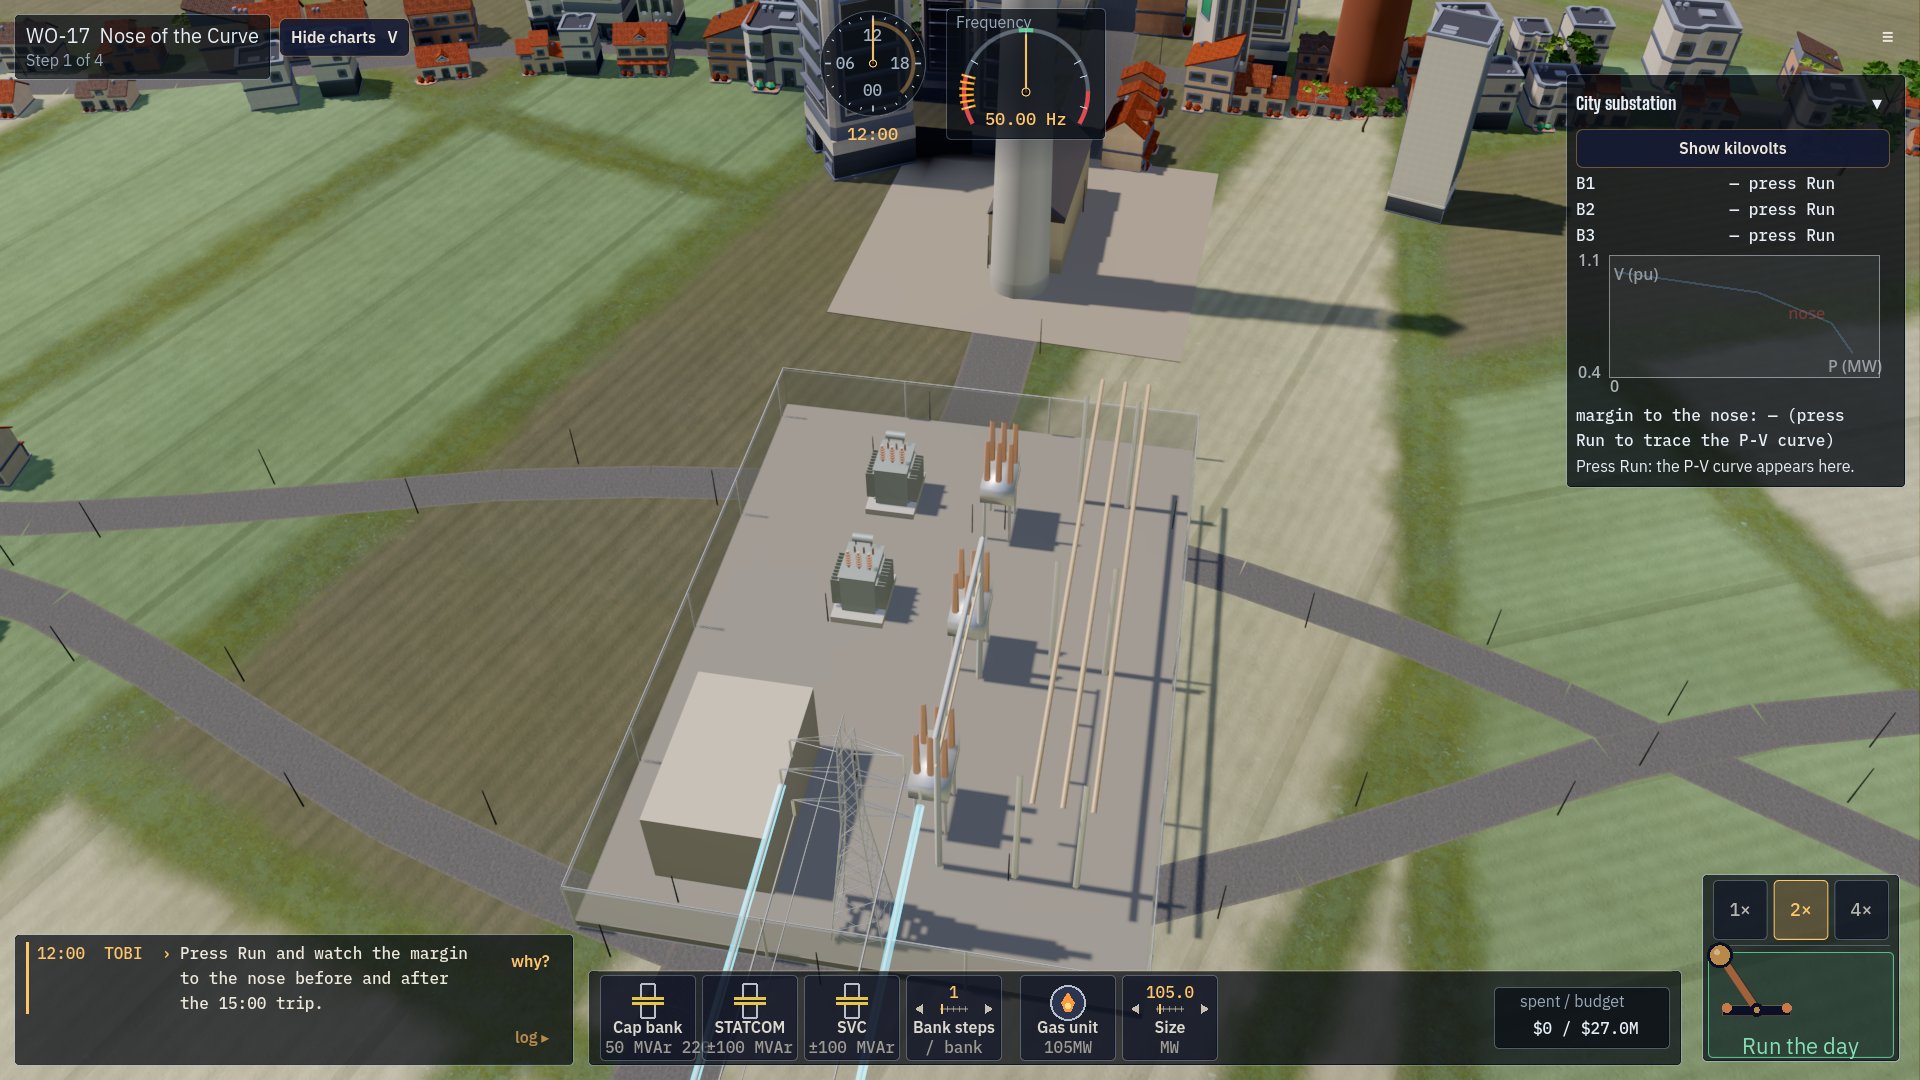 WO-17 Nose of the Curve
Step 1 of 4
Hide charts V
12
06 18
00
12:00
Frequency
50.00 Hz
≡
City substation ▼
Show kilovolts
B1 — press Run
B2 — press Run
B3 — press Run
1.1
V (pu)
nose
P (MW)
0.4
0
margin to the nose: — (press
Run to trace the P-V curve)
Press Run: the P-V curve appears here.
12:00 TOBI › Press Run and watch the margin
to the nose before and after
the 15:00 trip.
why?
log ▸
Cap bank
50 MVAr 22
STATCOM
±100 MVAr
SVC
±100 MVAr
1
Bank steps
/ bank
Gas unit
105MW
105.0
Size
MW
spent / budget
$0 / $27.0M
1×
2×
4×
Run the day